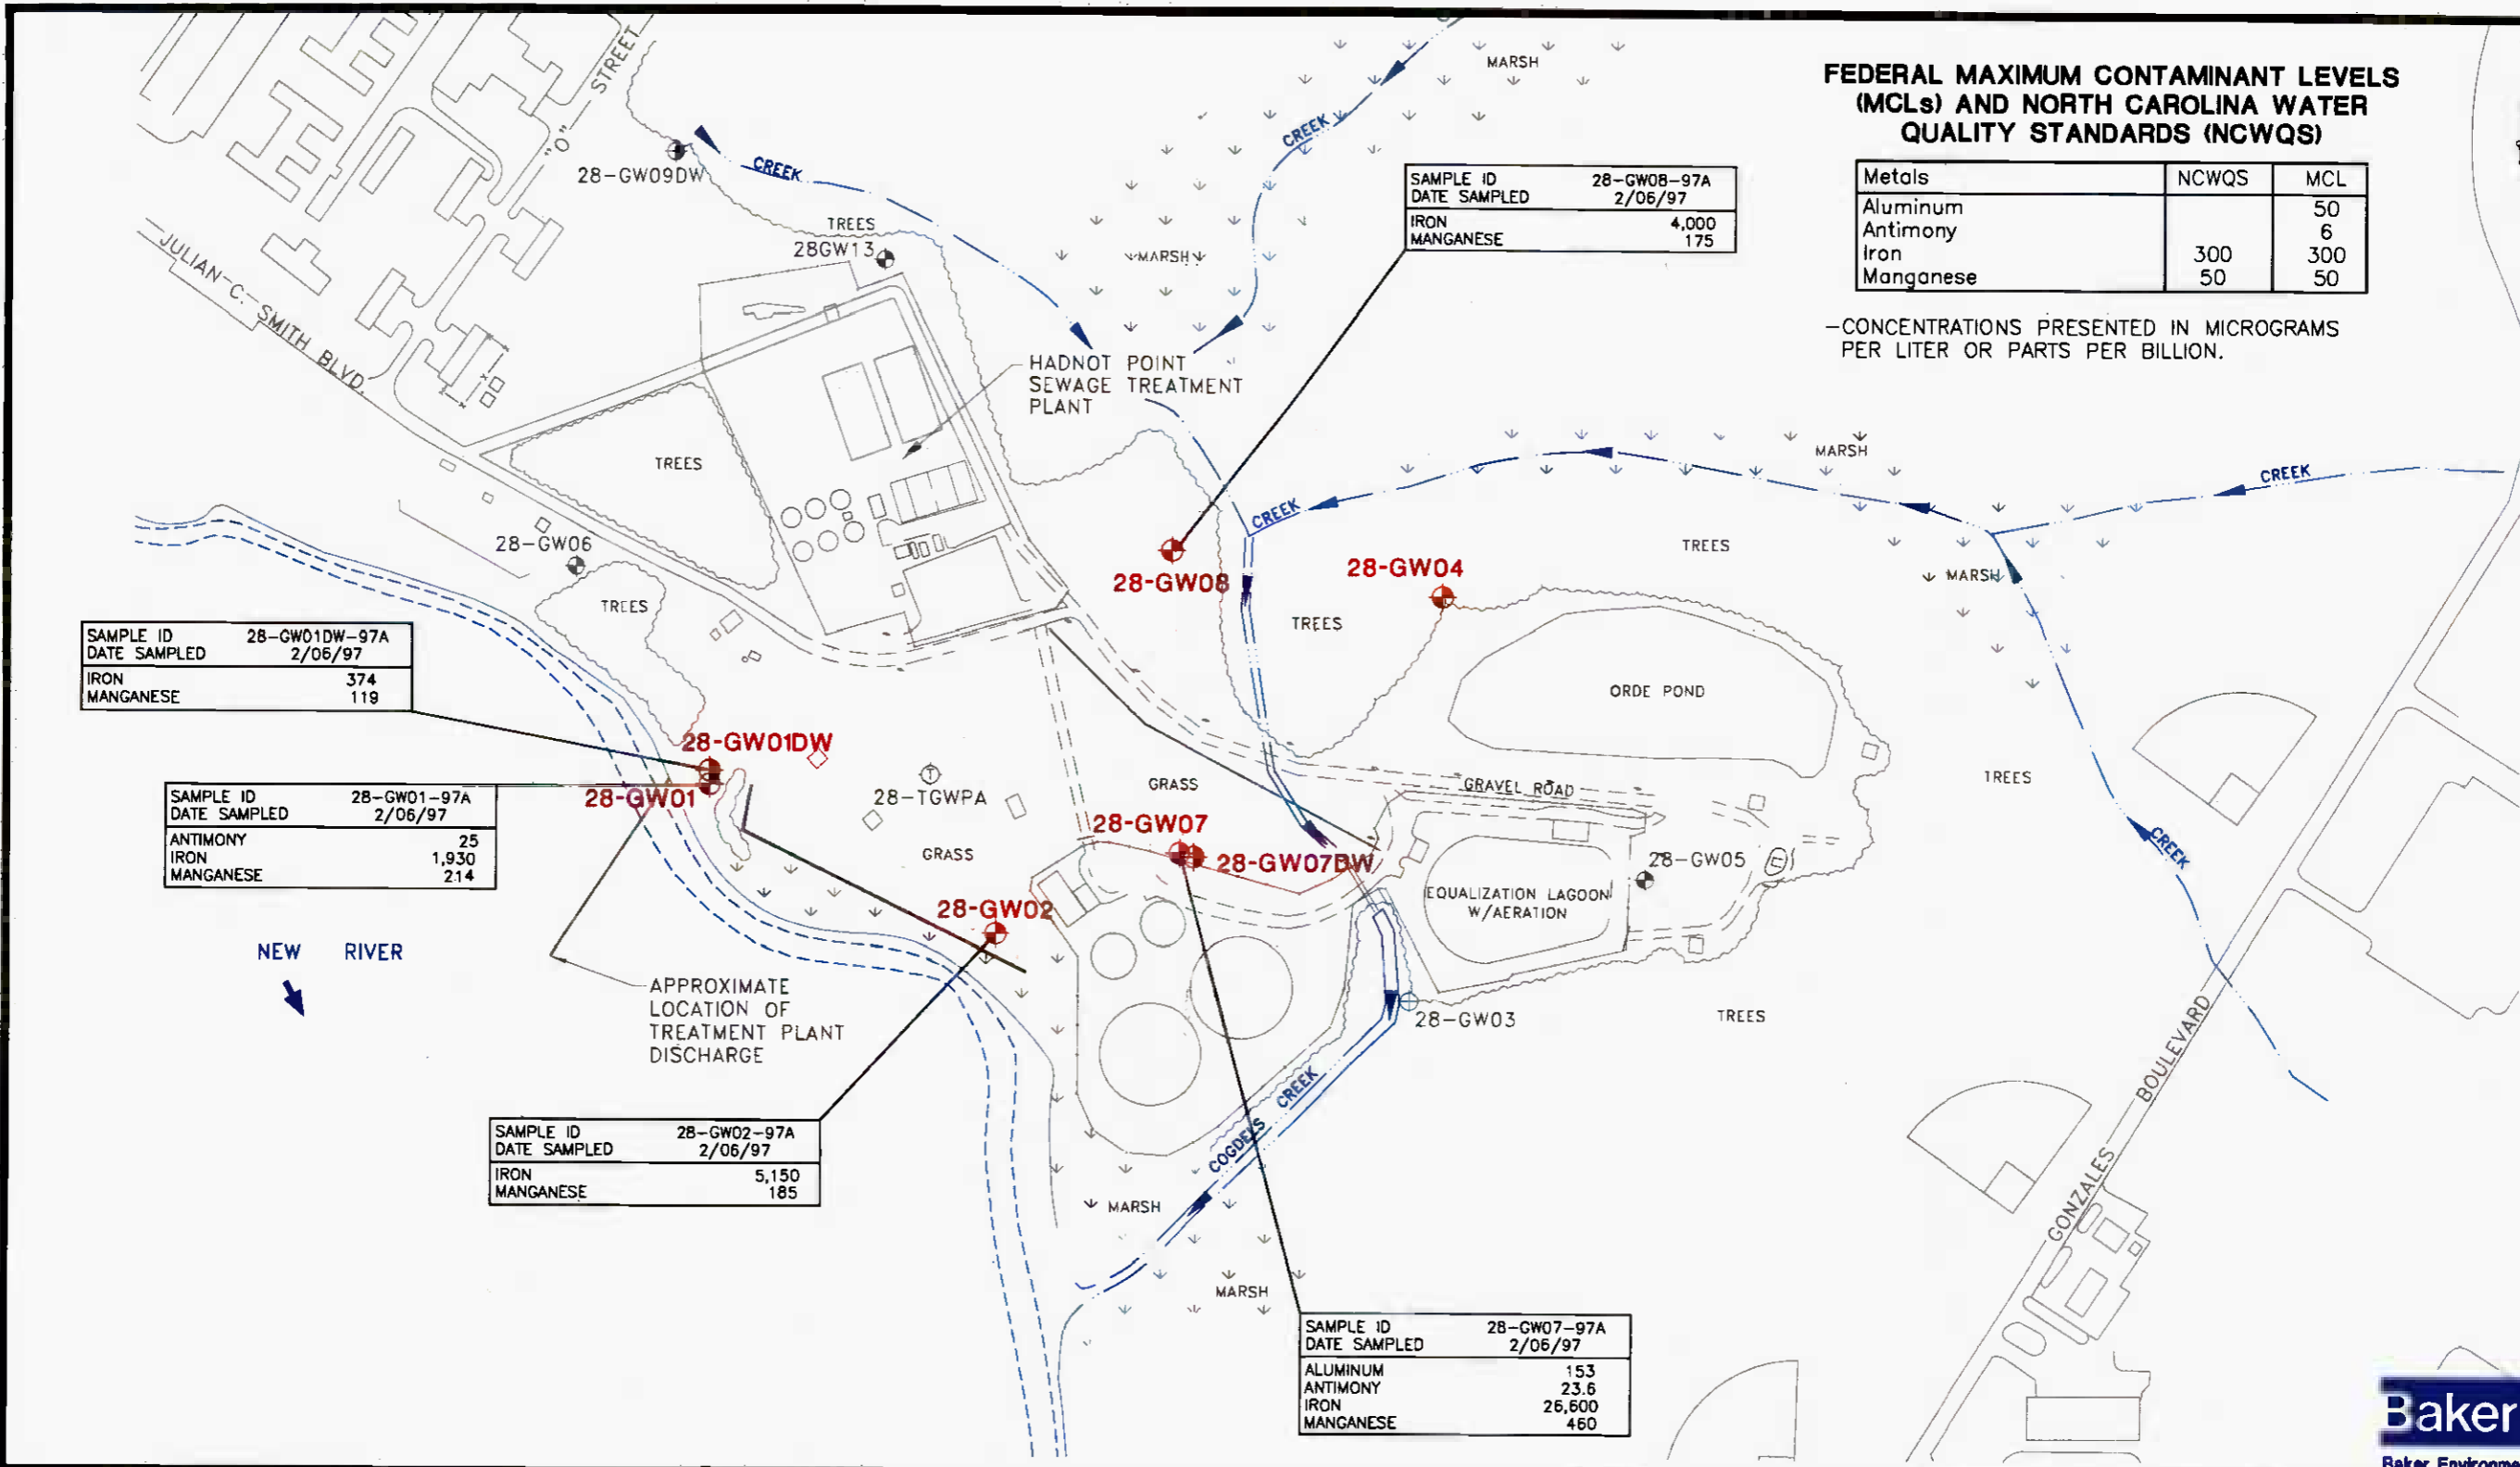 FEDERAL MAXIMUM CONTAMINANT LEVELS
(MCLs) AND NORTH CAROLINA WATER
QUALITY STANDARDS (NCWQS)
Metals NCWQS MCL
Aluminum 50
Antimony 6
Iron 300 300
Manganese 50 50
-CONCENTRATIONS PRESENTED IN MICROGRAMS
PER LITER OR PARTS PER BILLION.
"O" STREET
JULIAN C. SMITH BLVD.
28-GW09DW
CREEK
TREES
28GW13
MARSH
CREEK
MARSH
SAMPLE ID 28-GW08-97A
DATE SAMPLED 2/06/97
IRON 4,000
MANGANESE 175
HADNOT POINT
SEWAGE TREATMENT
PLANT
TREES
MARSH
CREEK
CREEK
28-GW06
TREES
28-GW08
28-GW04
TREES
TREES
MARSH
SAMPLE ID 28-GW01DW-97A
DATE SAMPLED 2/06/97
IRON 374
MANGANESE 119
ORDE POND
28-GW01DW
28-GW01
SAMPLE ID 28-GW01-97A
DATE SAMPLED 2/06/97
ANTIMONY 25
IRON 1,930
MANGANESE 214
T
28-TGWPA
GRASS
GRASS
GRAVEL ROAD
TREES
28-GW07
28-GW07DW
28-GW05
EQUALIZATION LAGOON
W/AERATION
CREEK
28-GW02
NEW RIVER
APPROXIMATE
LOCATION OF
TREATMENT PLANT
DISCHARGE
28-GW03
TREES
COGDELS CREEK
GONZALES BOULEVARD
SAMPLE ID 28-GW02-97A
DATE SAMPLED 2/06/97
IRON 5,150
MANGANESE 185
MARSH
MARSH
SAMPLE ID 28-GW07-97A
DATE SAMPLED 2/06/97
ALUMINUM 153
ANTIMONY 23.6
IRON 26,600
MANGANESE 460
Baker
Baker Environme